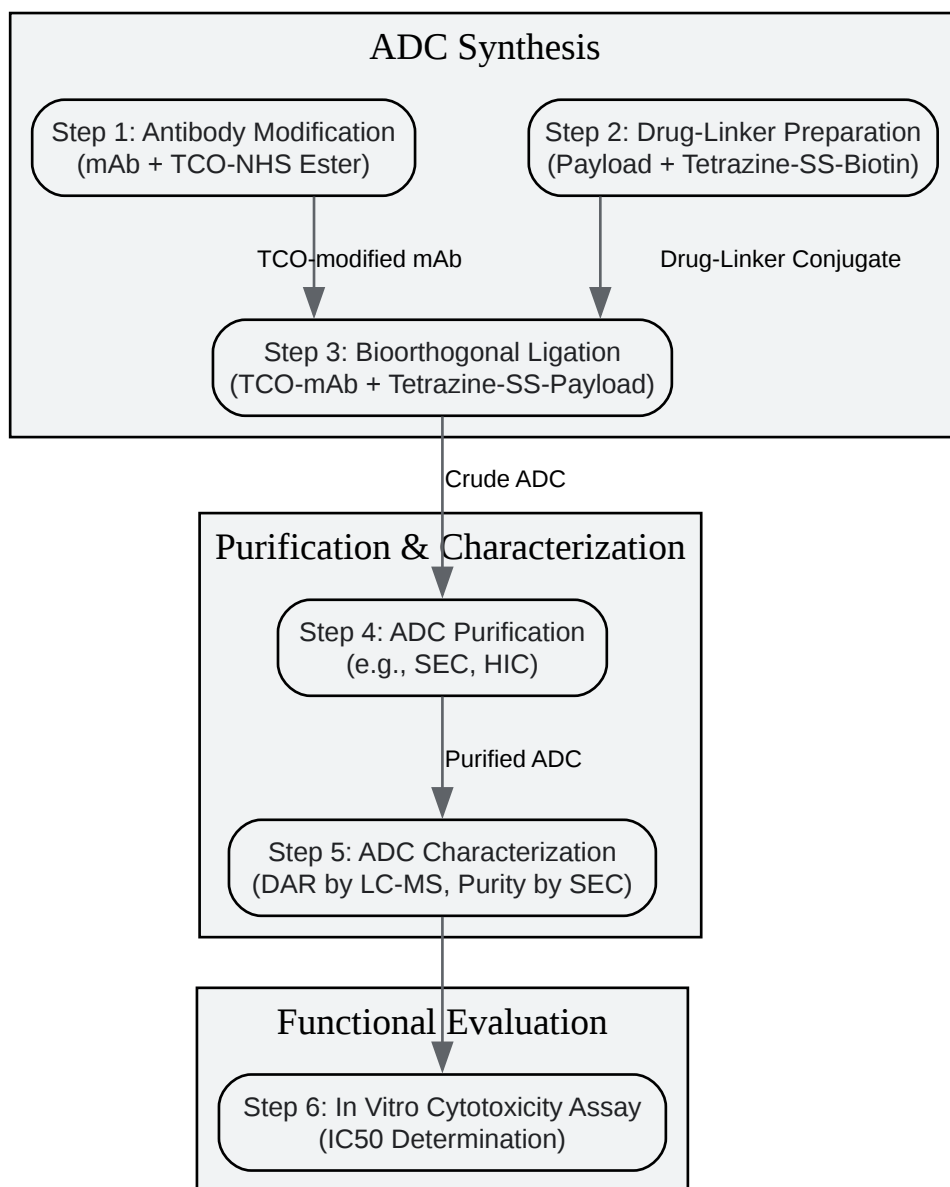 ADC Synthesis
Step 1: Antibody Modification
(mAb + TCO-NHS Ester)
Step 2: Drug-Linker Preparation
(Payload + Tetrazine-SS-Biotin)
TCO-modified mAb
Drug-Linker Conjugate
Step 3: Bioorthogonal Ligation
(TCO-mAb + Tetrazine-SS-Payload)
Crude ADC
Purification & Characterization
Step 4: ADC Purification
(e.g., SEC, HIC)
Purified ADC
Step 5: ADC Characterization
(DAR by LC-MS, Purity by SEC)
Functional Evaluation
Step 6: In Vitro Cytotoxicity Assay
(IC50 Determination)